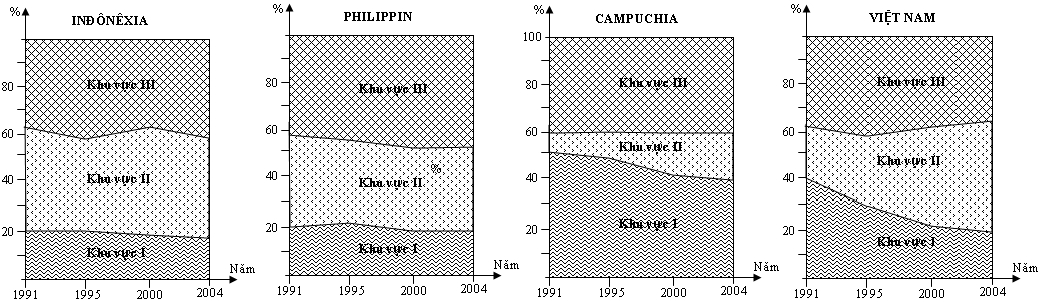 %
INĐÔNÊXIA
80
60
40
20
Khu vực III
Khu vực II
Khu vực I
Năm
1991 1995 2000 2004
%
PHILIPPIN
80
60
40
20
Khu vực III
%
Khu vực II
Khu vực I
Năm
1991 1995 2000 2004
%
CAMPUCHIA
100
80
60
40
20
Khu vực III
Khu vực II
Khu vực I
Năm
1991 1995 2000 2004
%
VIỆT NAM
80
60
40
20
Khu vực III
Khu vực II
Khu vực I
Năm
1991 1995 2000 2004